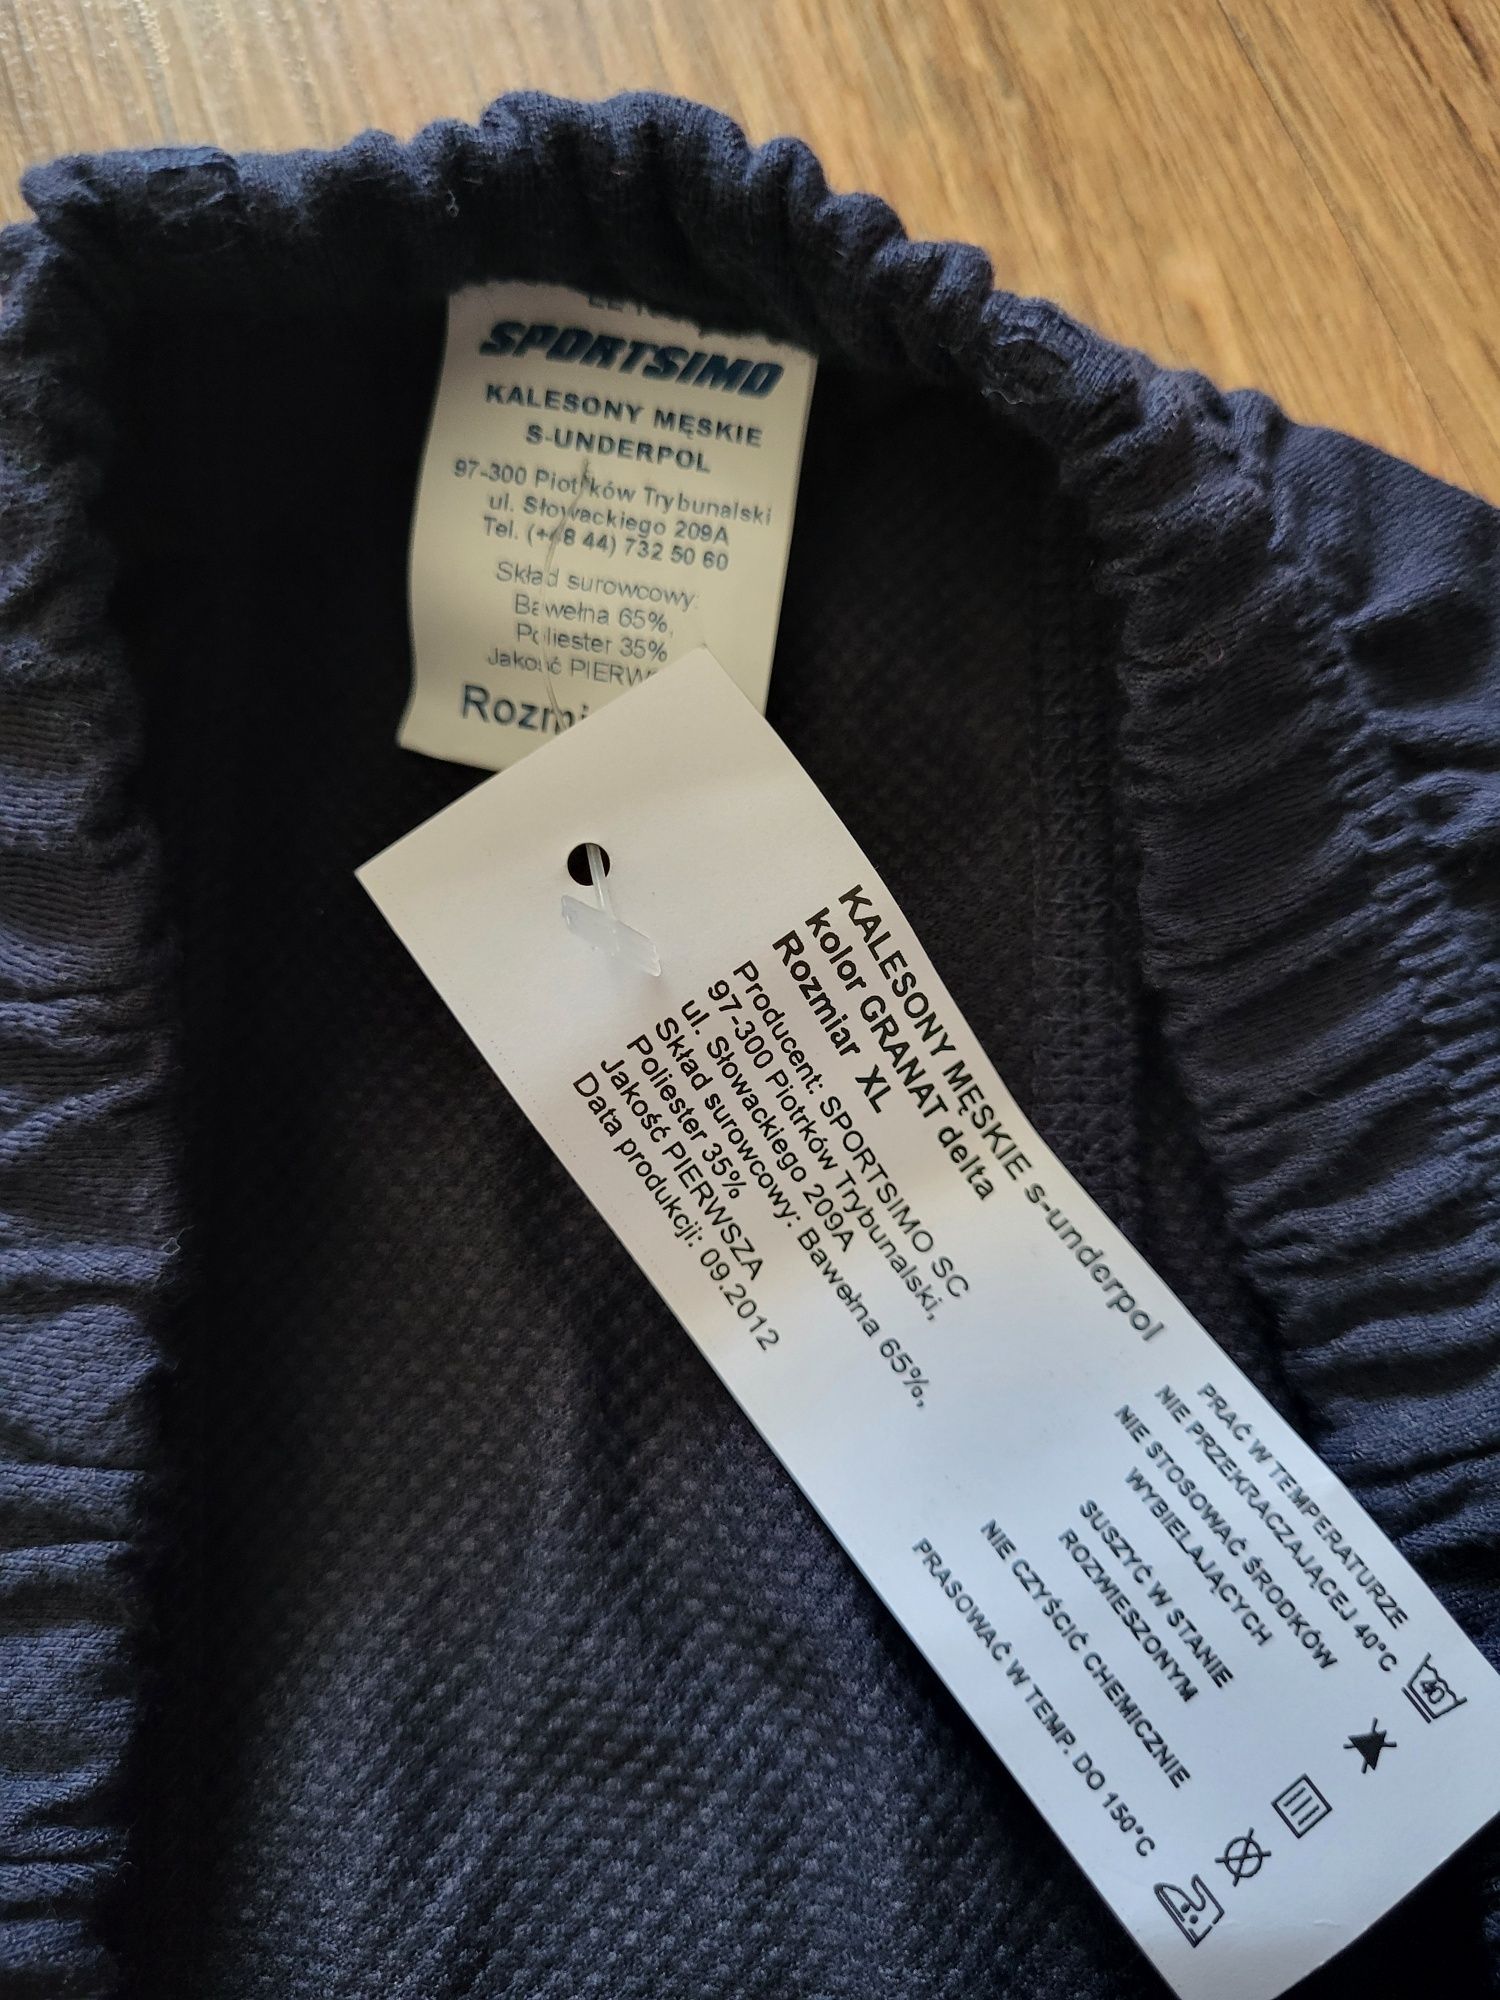 SPORTSIMO
KALESONY MĘSKIE
S-UNDERPOL
97-300 Piotrków Trybunalski
ul. Słowackiego 209A
Tel. (+48 44) 732 50 60
Skład surowcowy:
Bawełna 65%,
Poliester 35%
Jakość PIERW
Rozmi
KALESONY MĘSKIE s-underpol
kolor GRANAT delta
Rozmiar XL
Producent: SPORTSIMO SC
97-300 Piotrków Trybunalski,
ul. Słowackiego 209A
Skład surowcowy: Bawełna 65%,
Poliester 35%
Jakość PIERWSZA
Data produkcji: 09.2012
PRAĆ W TEMPERATURZE
NIE PRZEKRACZAJĄCEJ 40°C
40
NIE STOSOWAĆ ŚRODKÓW
WYBIELAJĄCYCH
SUSZYĆ W STANIE
ROZWIESZONYM
NIE CZYŚCIĆ CHEMICZNIE
PRASOWAĆ W TEMP. DO 150°C